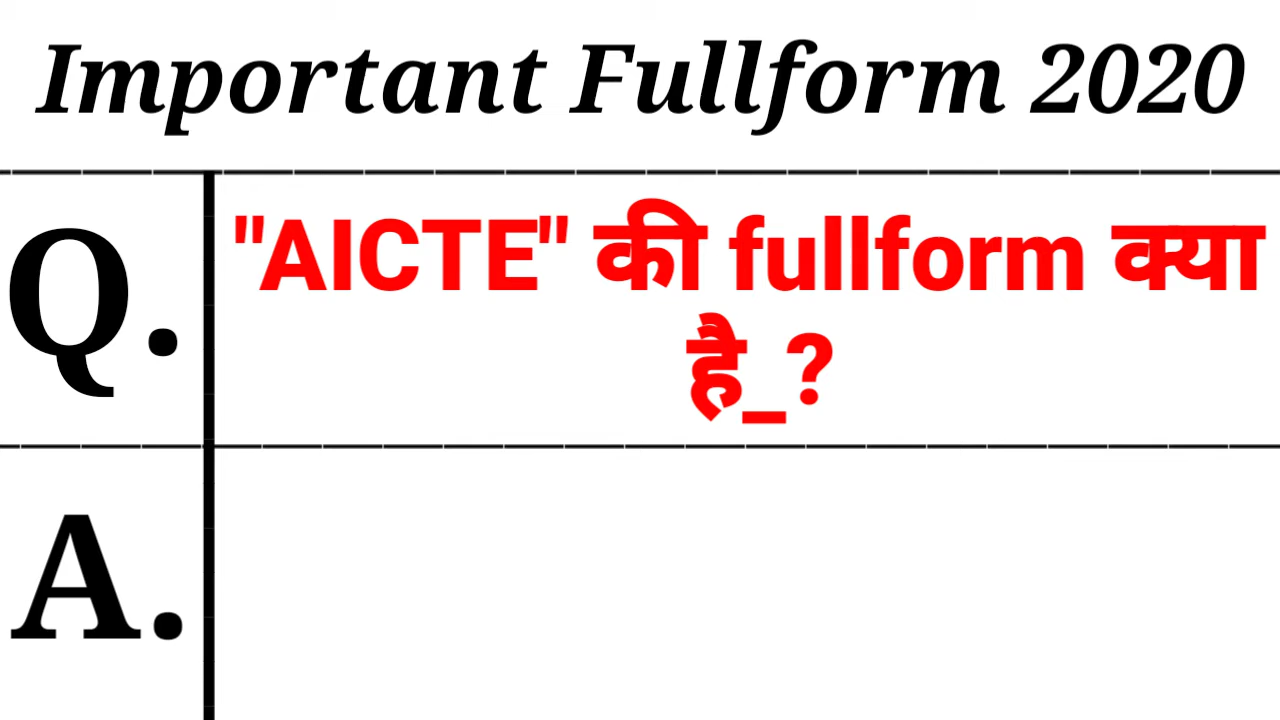 Important Fullform 2020
Q.
"AICTE" की fullform क्या
है_?
A.